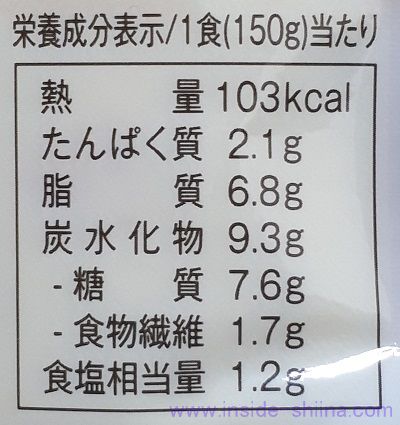 栄養成分表示/1食(150g)当たり
熱量 103kcal
たんぱく質 2.1g
脂質 6.8g
炭水化物 9.3g
- 糖質 7.6g
- 食物繊維 1.7g
食塩相当量 1.2g
www.inside-shiina.com